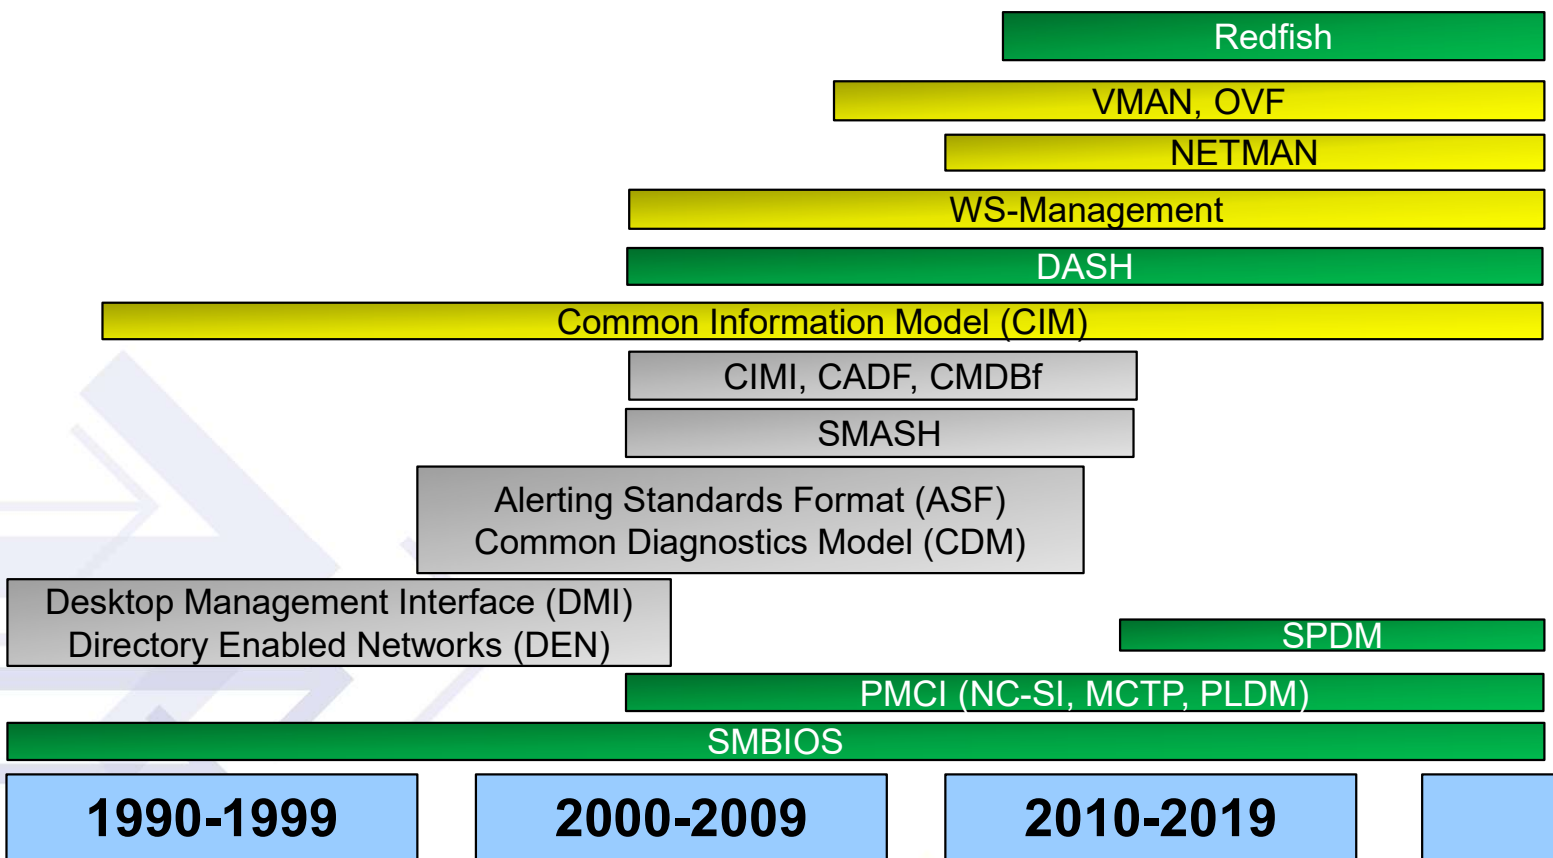 Redfish
VMAN, OVF
NETMAN
WS-Management
DASH
Common Information Model (CIM)
CIMI, CADF, CMDBf
SMASH
Alerting Standards Format (ASF)
Common Diagnostics Model (CDM)
Desktop Management Interface (DMI)
Directory Enabled Networks (DEN)
SPDM
PMCI (NC-SI, MCTP, PLDM)
SMBIOS
1990-1999
2000-2009
2010-2019